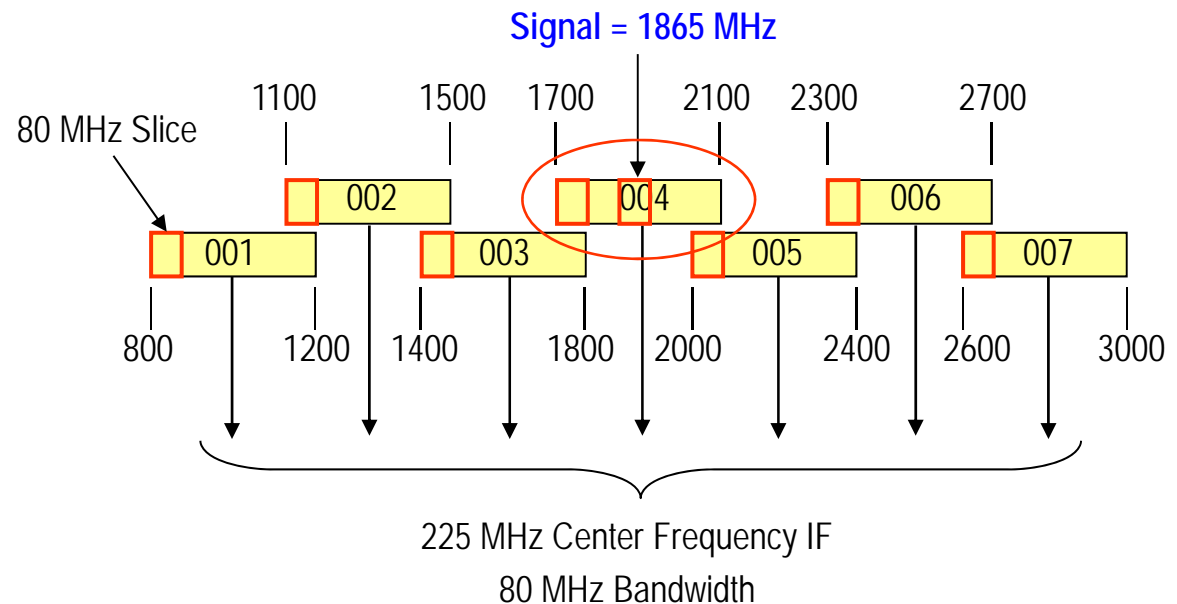 Signal = 1865 MHz
1100 1500 1700 2100 2300 2700
80 MHz Slice
002 004 006
001 003 005 007
800 1200 1400 1800 2000 2400 2600 3000
225 MHz Center Frequency IF
80 MHz Bandwidth